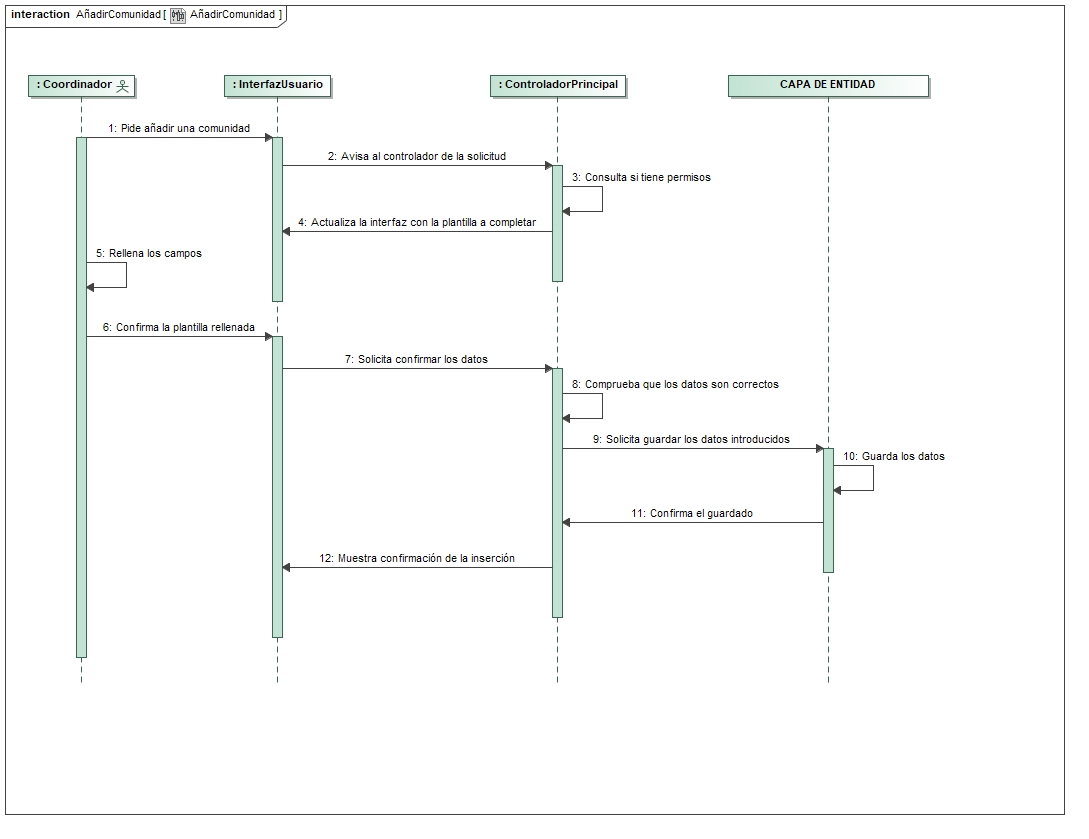 interaction AñadirComunidad [ AñadirComunidad ]
: Coordinador
: InterfazUsuario
: ControladorPrincipal
CAPA DE ENTIDAD
1: Pide añadir una comunidad
2: Avisa al controlador de la solicitud
3: Consulta si tiene permisos
4: Actualiza la interfaz con la plantilla a completar
5: Rellena los campos
6: Confirma la plantilla rellenada
7: Solicita confirmar los datos
8: Comprueba que los datos son correctos
9: Solicita guardar los datos introducidos
10: Guarda los datos
11: Confirma el guardado
12: Muestra confirmación de la inserción